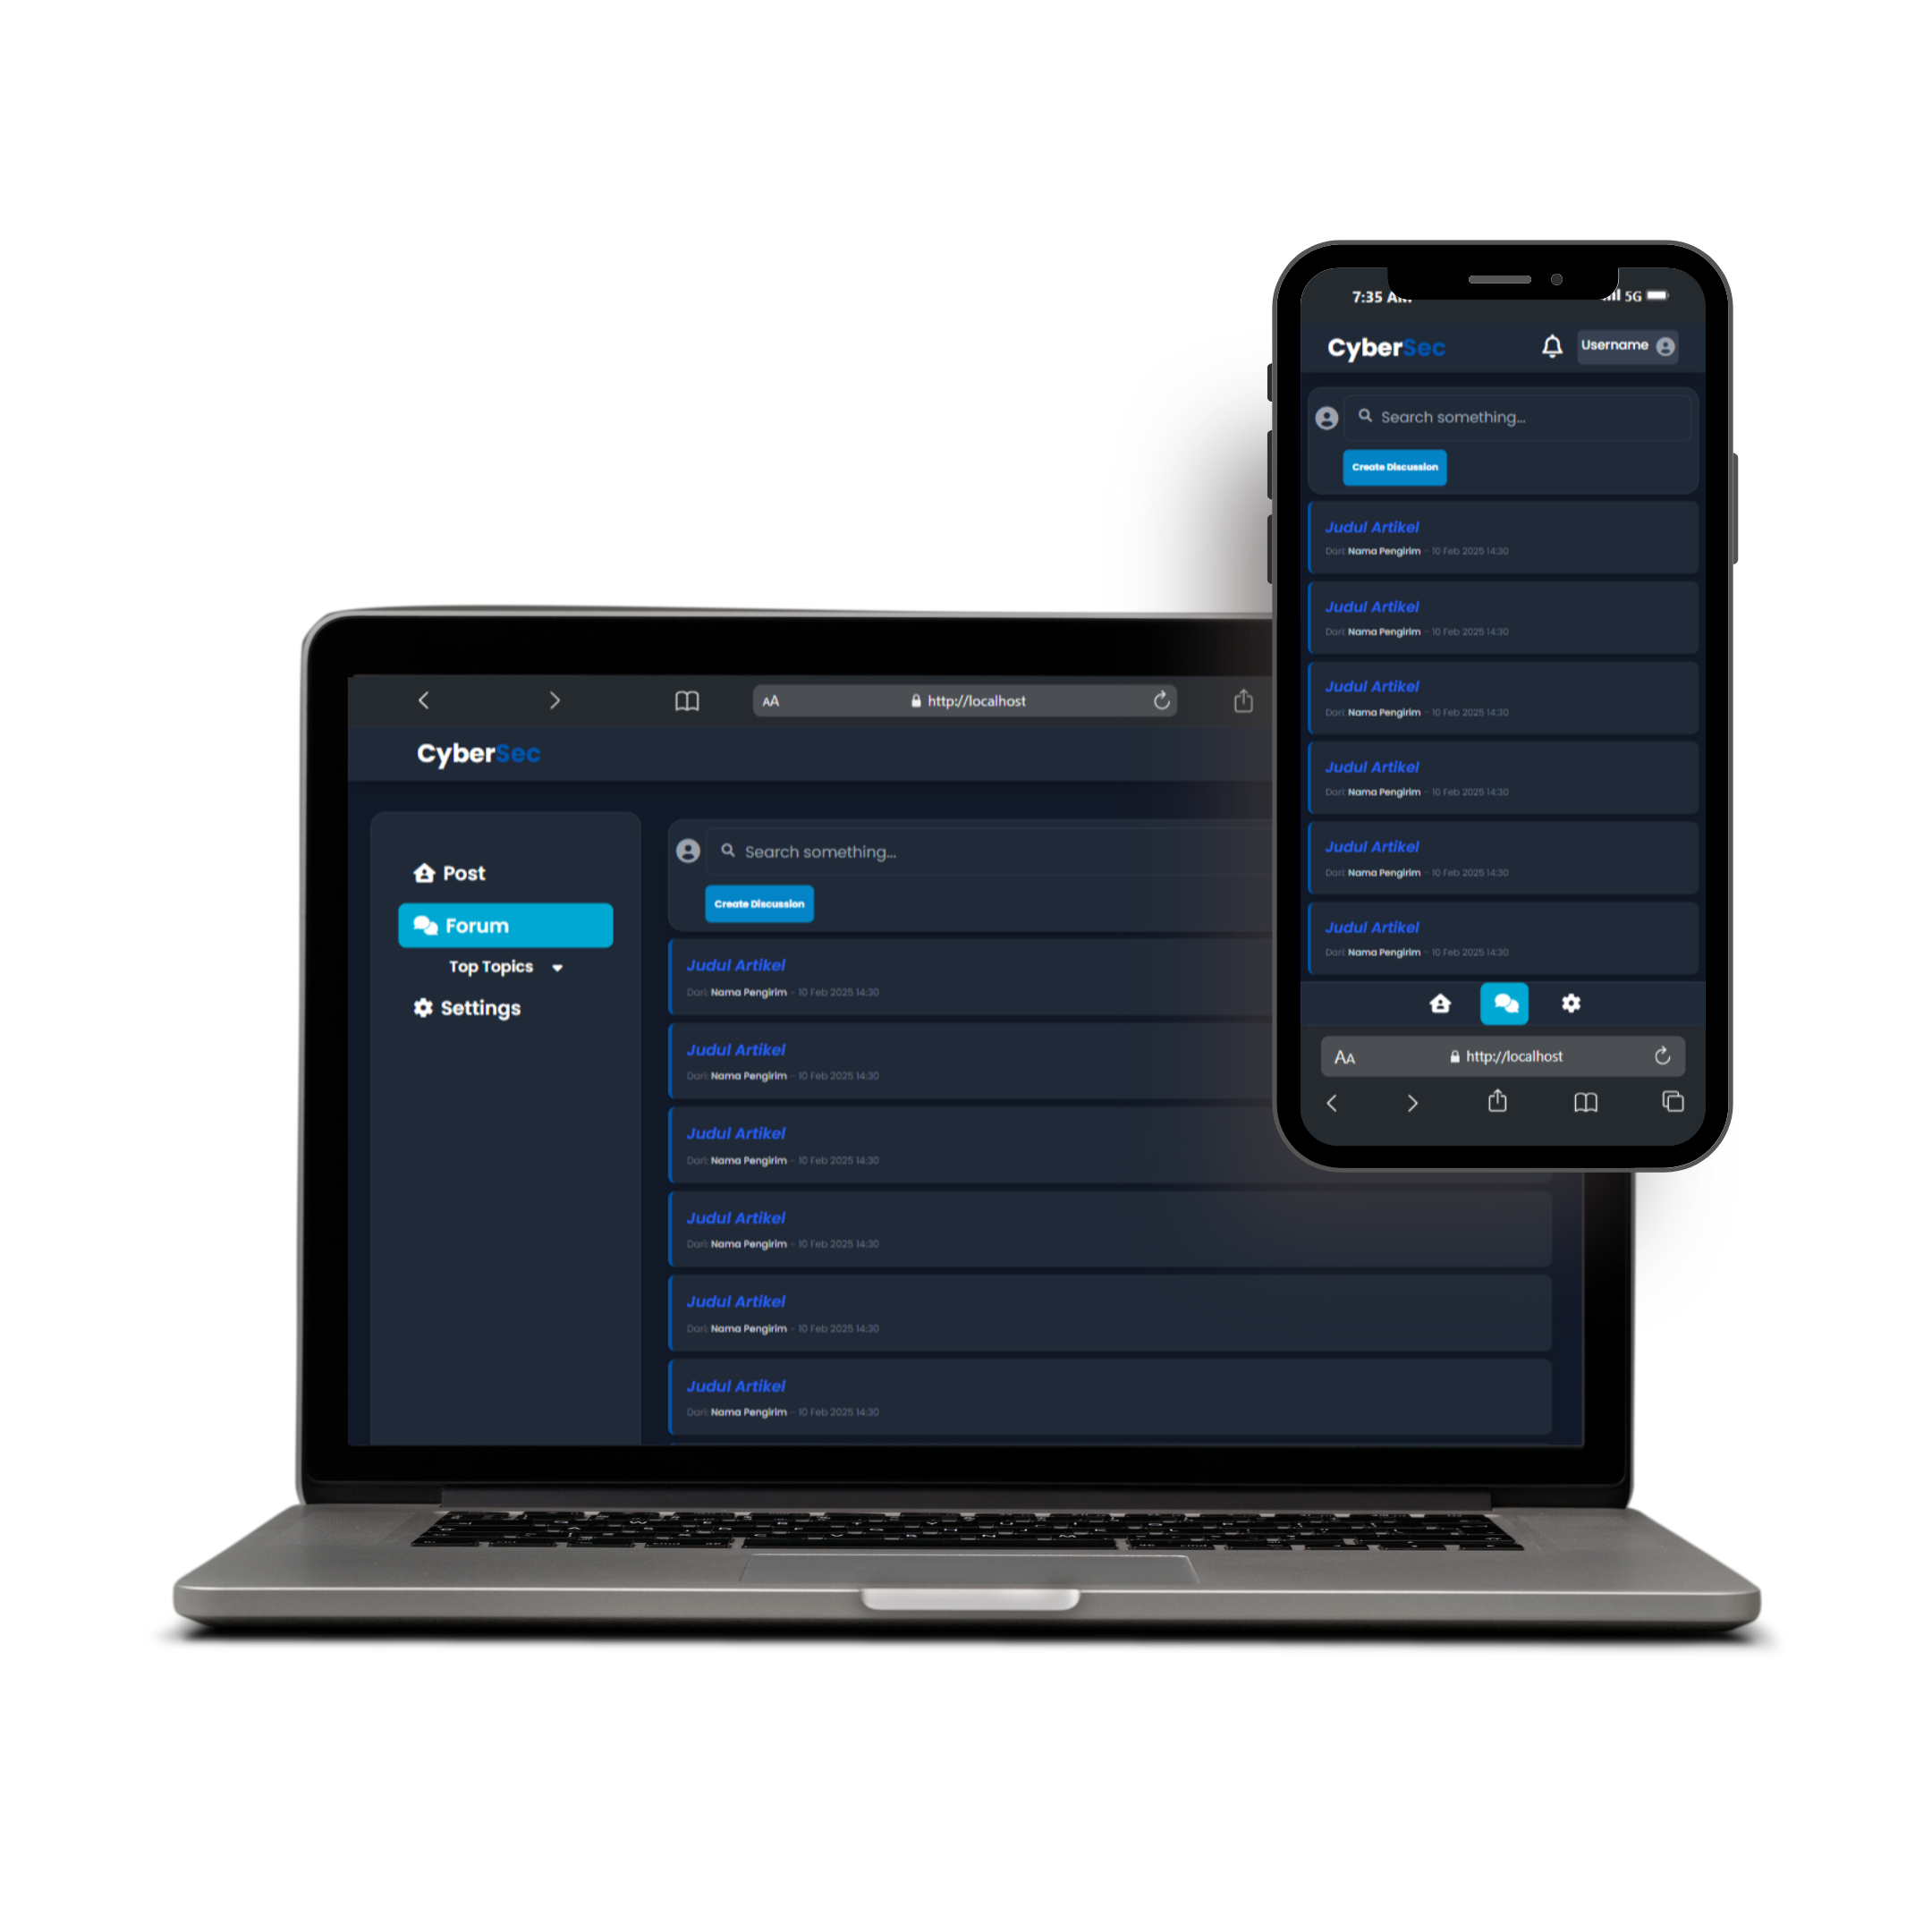 7:35 A
5G
CyberSec
Username
Search something...
Create Discussion
Judul Artikel
Dari: Nama Pengirim - 10 Feb 2025 14:30
Judul Artikel
Dari: Nama Pengirim - 10 Feb 2025 14:30
Judul Artikel
Dari: Nama Pengirim - 10 Feb 2025 14:30
Judul Artikel
Dari: Nama Pengirim - 10 Feb 2025 14:30
Judul Artikel
Dari: Nama Pengirim - 10 Feb 2025 14:30
Judul Artikel
Dari: Nama Pengirim - 10 Feb 2025 14:30
AA
http://localhost
AA
http://localhost
CyberSec
Post
Forum
Top Topics
Settings
Search something...
Create Discussion
Judul Artikel
Dari: Nama Pengirim - 10 Feb 2025 14:30
Judul Artikel
Dari: Nama Pengirim - 10 Feb 2025 14:30
Judul Artikel
Dari: Nama Pengirim - 10 Feb 2025 14:30
Judul Artikel
Dari: Nama Pengirim - 10 Feb 2025 14:30
Judul Artikel
Dari: Nama Pengirim - 10 Feb 2025 14:30
Judul Artikel
Dari: Nama Pengirim - 10 Feb 2025 14:30